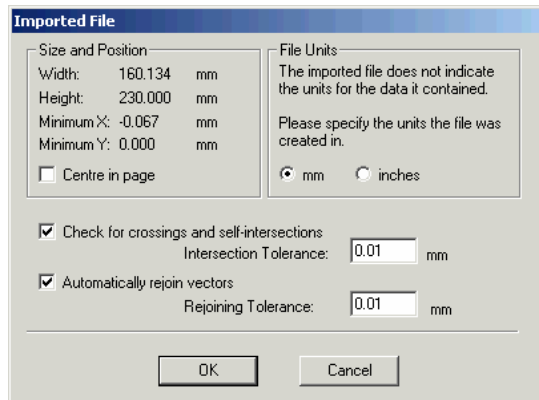 Imported File
Size and Position
Width: 160.134 mm
Height: 230.000 mm
Minimum X: -0.067 mm
Minimum Y: 0.000 mm
Centre in page
File Units
The imported file does not indicate
the units for the data it contained.
Please specify the units the file was
created in.
mm inches
Check for crossings and self-intersections
Intersection Tolerance: 0.01 mm
Automatically rejoin vectors
Rejoining Tolerance: 0.01 mm
OK Cancel